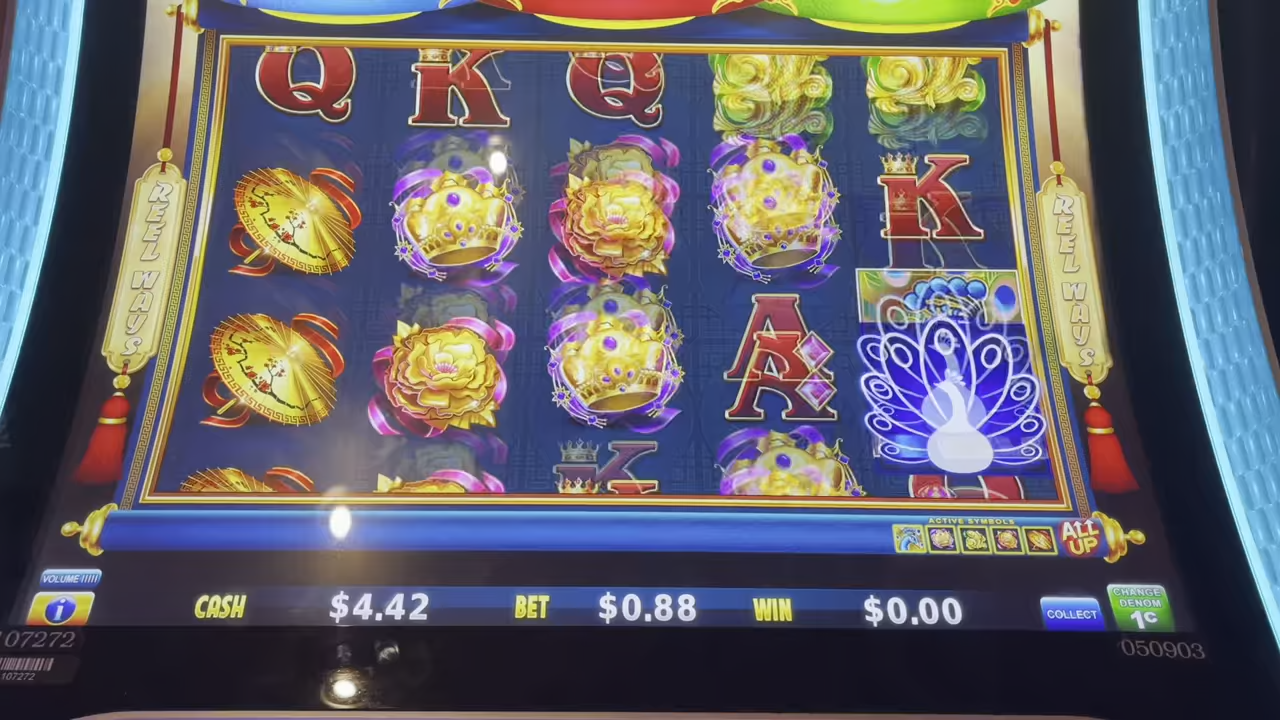 Q K Q
K
A
K
REEL WAYS
REEL WAYS
ACTIVE SYMBOLS
ALL UP
VOLUME
i
CASH $4.42 BET $0.88 WIN $0.00
COLLECT
CHANGE DENOM
1¢
107272
107272
050903